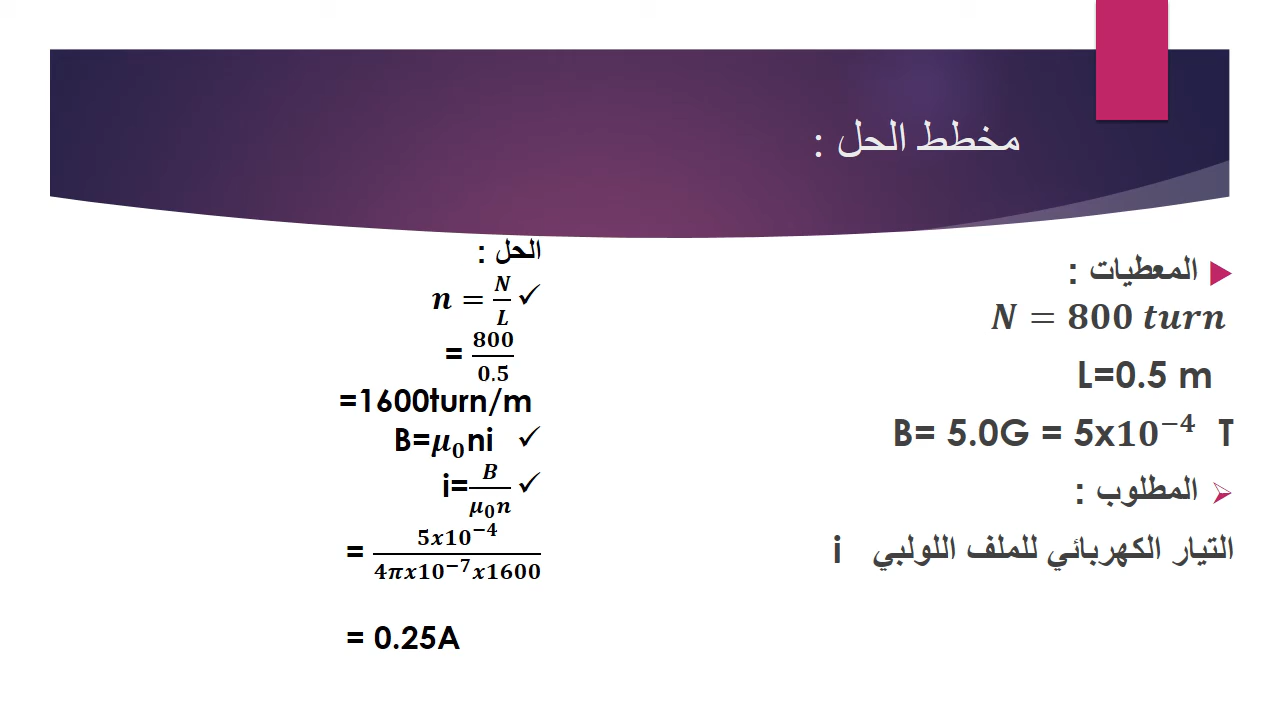 مخطط الحل :
المعطيات :
N = 800 turn
L=0.5 m
B= 5.0G = 5x10⁻⁴ T
المطلوب :
التيار الكهربائي للملف اللولبي i
الحل :
n = N/L
= 800/0.5
=1600turn/m
B=μ₀ni
i=B/μ₀n
= 5x10⁻⁴/4πx10⁻⁷x1600
= 0.25A